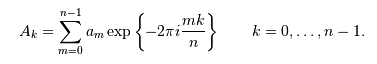 A_k = \sum_{m=0}^{n-1} a_m \exp\left\{-2\pi i \frac{mk}{n}\right\} \qquad k = 0, \ldots, n-1.